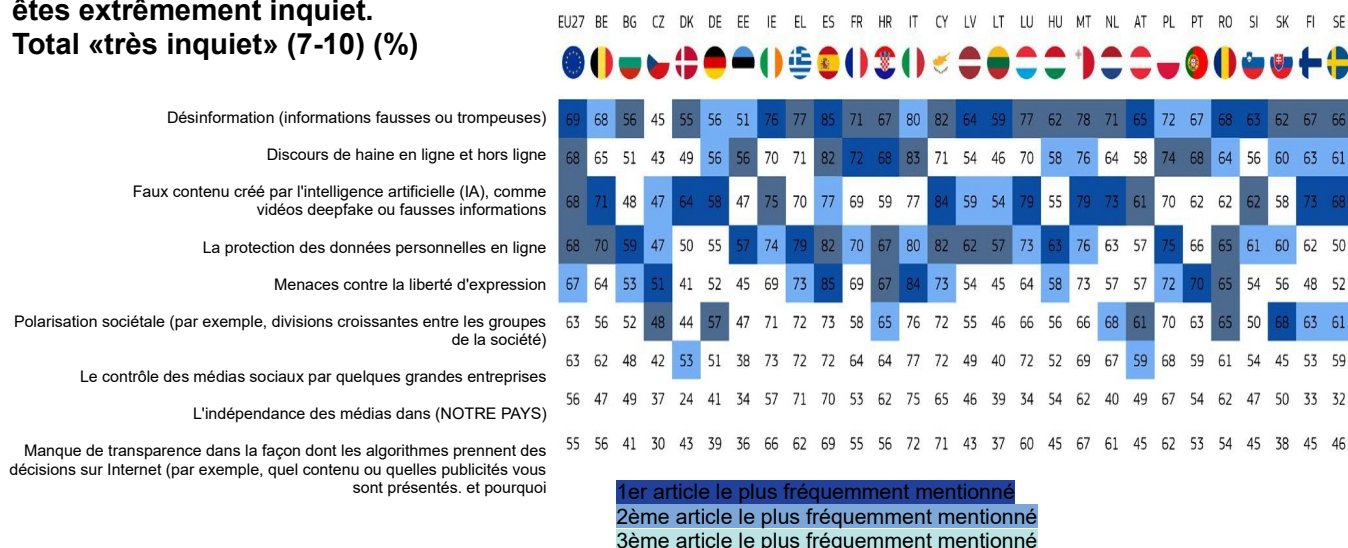 êtes extrêmement inquiet.
Total «très inquiet» (7-10) (%)
EU27 BE BG CZ DK DE EE IE EL ES FR HR IT CY LV LT LU HU MT NL AT PL PT RO SI SK FI SE
Désinformation (informations fausses ou trompeuses) 69 68 56 45 55 56 51 76 77 85 71 67 80 82 64 59 77 62 78 71 65 72 67 68 63 62 67 66
Discours de haine en ligne et hors ligne 68 65 51 43 49 56 56 70 71 82 72 68 83 71 54 46 70 58 76 64 58 74 68 64 56 60 63 61
Faux contenu créé par l'intelligence artificielle (IA), comme
vidéos deepfake ou fausses informations 68 71 48 47 64 58 47 75 70 77 69 59 77 84 59 54 79 55 79 73 61 70 62 62 62 58 73 68
La protection des données personnelles en ligne 68 70 59 47 50 55 57 74 79 82 70 67 80 82 62 57 73 63 76 63 57 75 66 65 61 60 62 50
Menaces contre la liberté d'expression 67 64 53 51 41 52 45 69 73 85 69 67 84 73 54 45 64 58 73 57 57 72 70 65 54 56 48 52
Polarisation sociétale (par exemple, divisions croissantes entre les groupes
de la société) 63 56 52 48 44 57 47 71 72 73 58 65 76 72 55 46 66 56 66 68 61 70 63 65 50 68 63 61
Le contrôle des médias sociaux par quelques grandes entreprises 63 62 48 42 53 51 38 73 72 72 64 64 77 72 49 40 72 52 69 67 59 68 59 61 54 45 53 59
L'indépendance des médias dans (NOTRE PAYS) 56 47 49 37 24 41 34 57 71 70 53 62 75 65 46 39 34 54 62 40 49 67 54 62 47 50 33 32
Manque de transparence dans la façon dont les algorithmes prennent des
décisions sur Internet (par exemple, quel contenu ou quelles publicités vous
sont présentés. et pourquoi 55 56 41 30 43 39 36 66 62 69 55 56 72 71 43 37 60 45 67 61 45 62 53 54 45 38 45 46
1er article le plus fréquemment mentionné
2ème article le plus fréquemment mentionné
3ème article le plus fréquemment mentionné